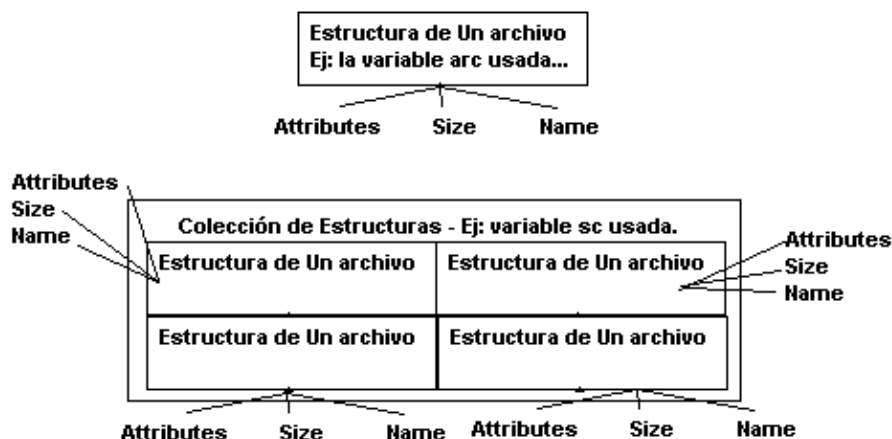 Estructura de Un archivo
Ej: la variable arc usada...
Attributes Size Name
Attributes
Size
Name
Colección de Estructuras - Ej: variable sc usada.
Estructura de Un archivo Estructura de Un archivo
Attributes
Size
Name
Estructura de Un archivo Estructura de Un archivo
Attributes Size Name Attributes Size Name